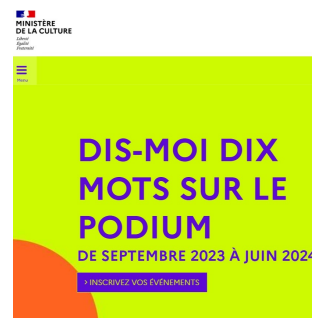 MINISTÈRE
DE LA CULTURE
Liberté
Égalité
Fraternité
Menu
DIS-MOI DIX
MOTS SUR LE
PODIUM
DE SEPTEMBRE 2023 À JUIN 2024
> INSCRIVEZ VOS ÉVÉNEMENTS